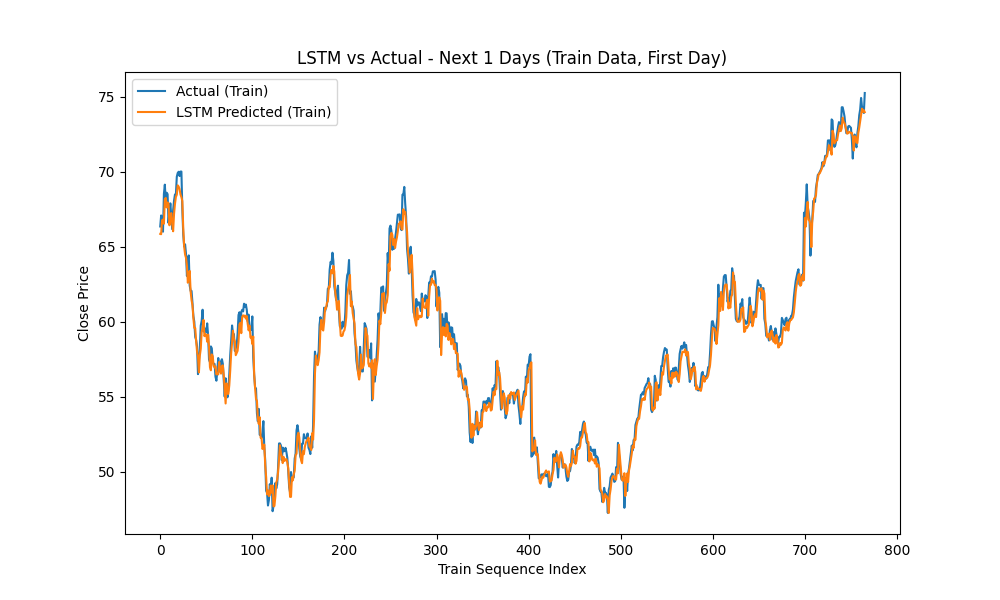 LSTM vs Actual - Next 1 Days (Train Data, First Day)
Actual (Train)
LSTM Predicted (Train)
Close Price
75
70
65
60
55
50
0 100 200 300 400 500 600 700 800
Train Sequence Index